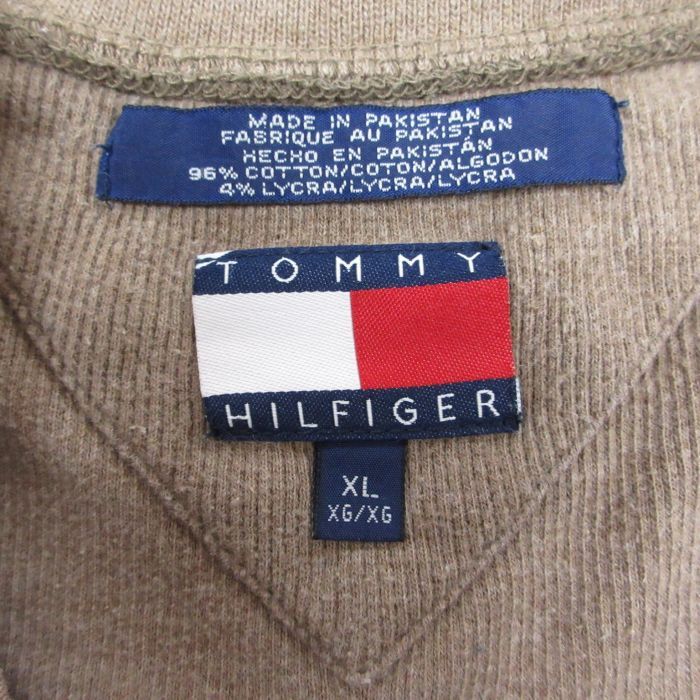 MADE IN PAKISTAN
FABRIQUE AU PAKISTAN
HECHO EN PAKISTÁN
96% COTTON/COTON/ALGODON
4% LYCRA/LYCRA/LYCRA
TOMMY
HILFIGER
XL
XG/XG